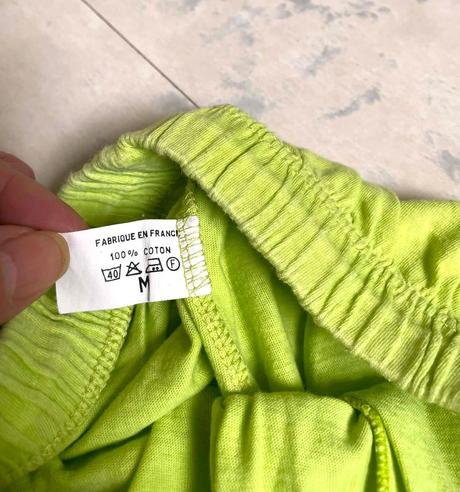 FABRIQUE EN FRANCE
100% COTON
40 F
M